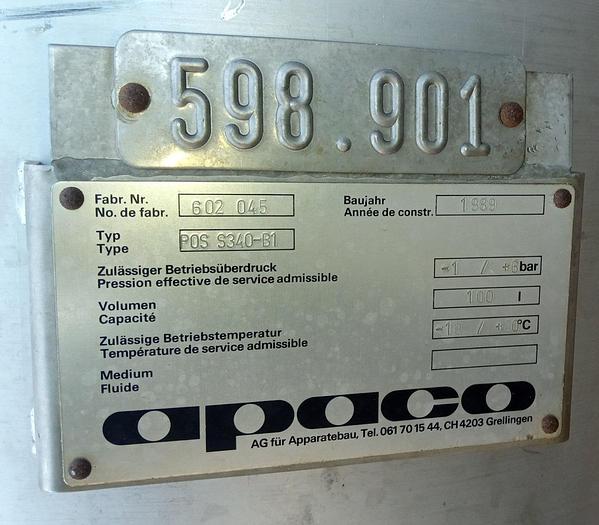 598.901
Fabr. Nr. 602 045 Baujahr 1989
No. de fabr. Année de constr.
Typ POS S340-B1
Type
Zulässiger Betriebsüberdruck -1 / +6 bar
Pression effective de service admissible
Volumen 100 l
Capacité
Zulässige Betriebstemperatur °C
Température de service admissible
Medium
Fluide
apaco
AG für Apparatebau, Tel. 061 70 15 44, CH 4203 Grellingen